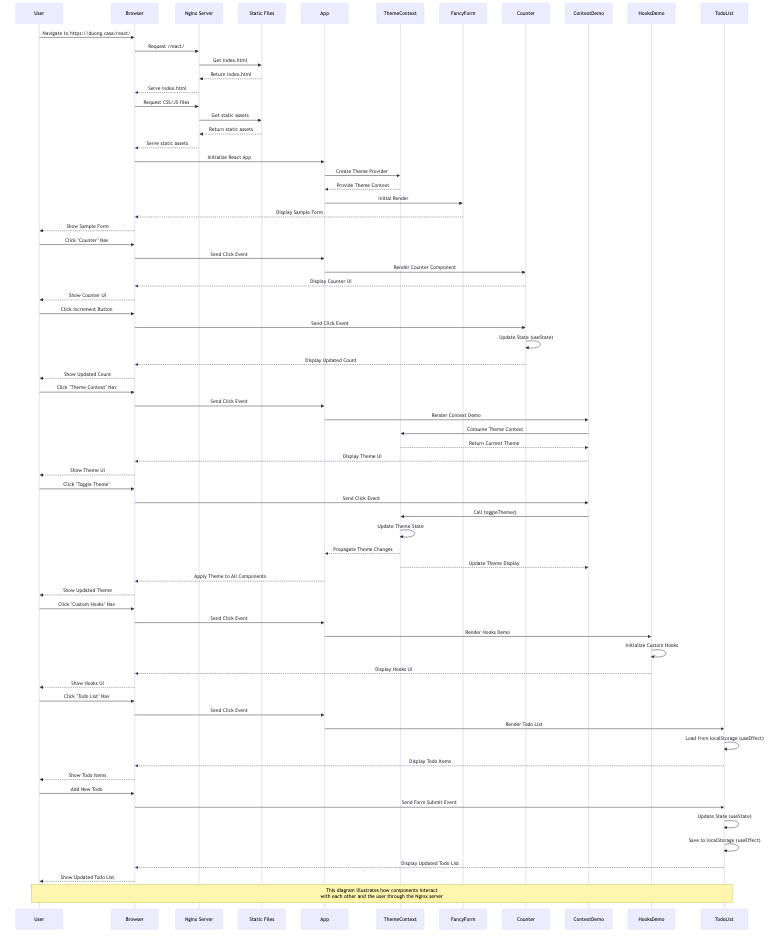 User Browser Nginx Server Static Files App ThemeContext FancyForm Counter ContextDemo HooksDemo TodoList
Navigate to https://duong.casa/react/
Request /react/
Get index.html
Return index.html
Serve index.html
Request CSS/JS files
Get static assets
Return static assets
Serve static assets
Initialize React App
Create Theme Provider
Provide Theme Context
Initial Render
Display Sample Form
Show Sample Form
Click "Counter" Nav
Send Click Event
Render Counter Component
Display Counter UI
Show Counter UI
Click Increment Button
Send Click Event
Update State (useState)
Display Updated Count
Show Updated Count
Click "Theme Context" Nav
Send Click Event
Render Context Demo
Consume Theme Context
Return Current Theme
Display Theme UI
Show Theme UI
Click "Toggle Theme"
Send Click Event
Call toggleTheme()
Update Theme State
Propagate Theme Changes
Update Theme Display
Apply Theme to All Components
Show Updated Theme
Click "Custom Hooks" Nav
Send Click Event
Render Hooks Demo
Initialize Custom Hooks
Display Hooks UI
Show Hooks UI
Click "Todo List" Nav
Send Click Event
Render Todo List
Load from localStorage (useEffect)
Display Todo Items
Show Todo Items
Add New Todo
Send Form Submit Event
Update State (useState)
Save to localStorage (useEffect)
Display Updated Todo List
Show Updated Todo List
This diagram illustrates how components interact
with each other and the user through the Nginx server
User Browser Nginx Server Static Files App ThemeContext FancyForm Counter ContextDemo HooksDemo TodoList